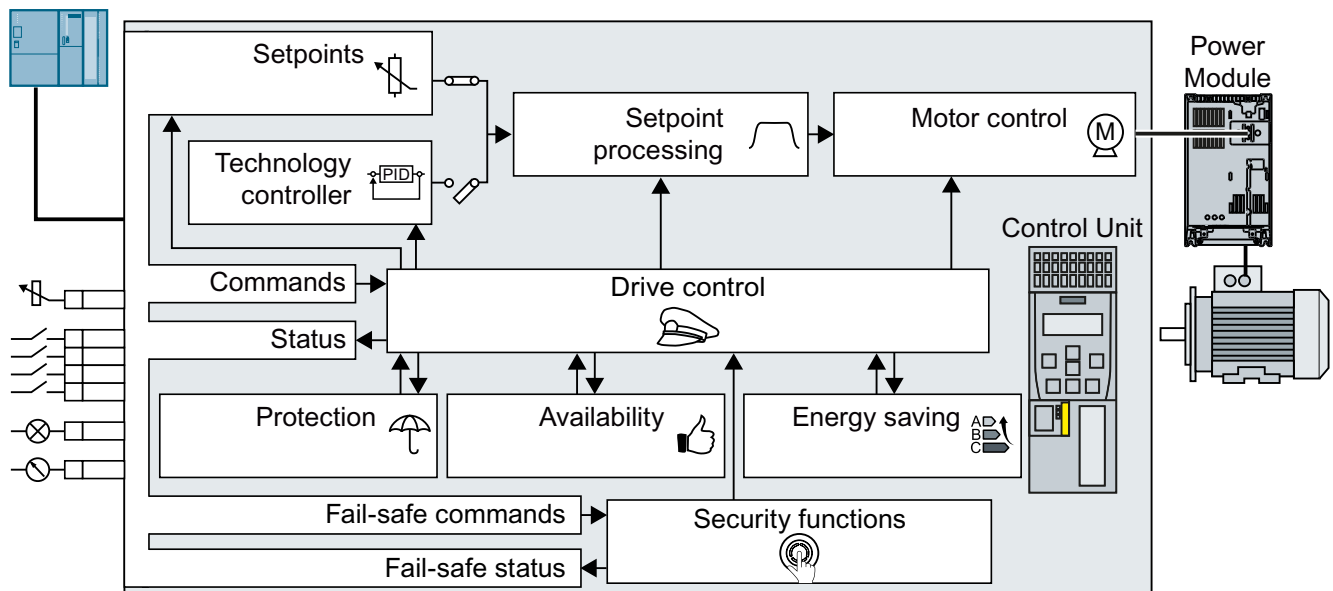 Setpoints
Power
Module
Setpoint
processing
Motor control
M
Technology
controller
PID
Control Unit
Commands
Drive control
Status
Protection
Availability
Energy saving
A
B
C
Fail-safe commands
Security functions
Fail-safe status